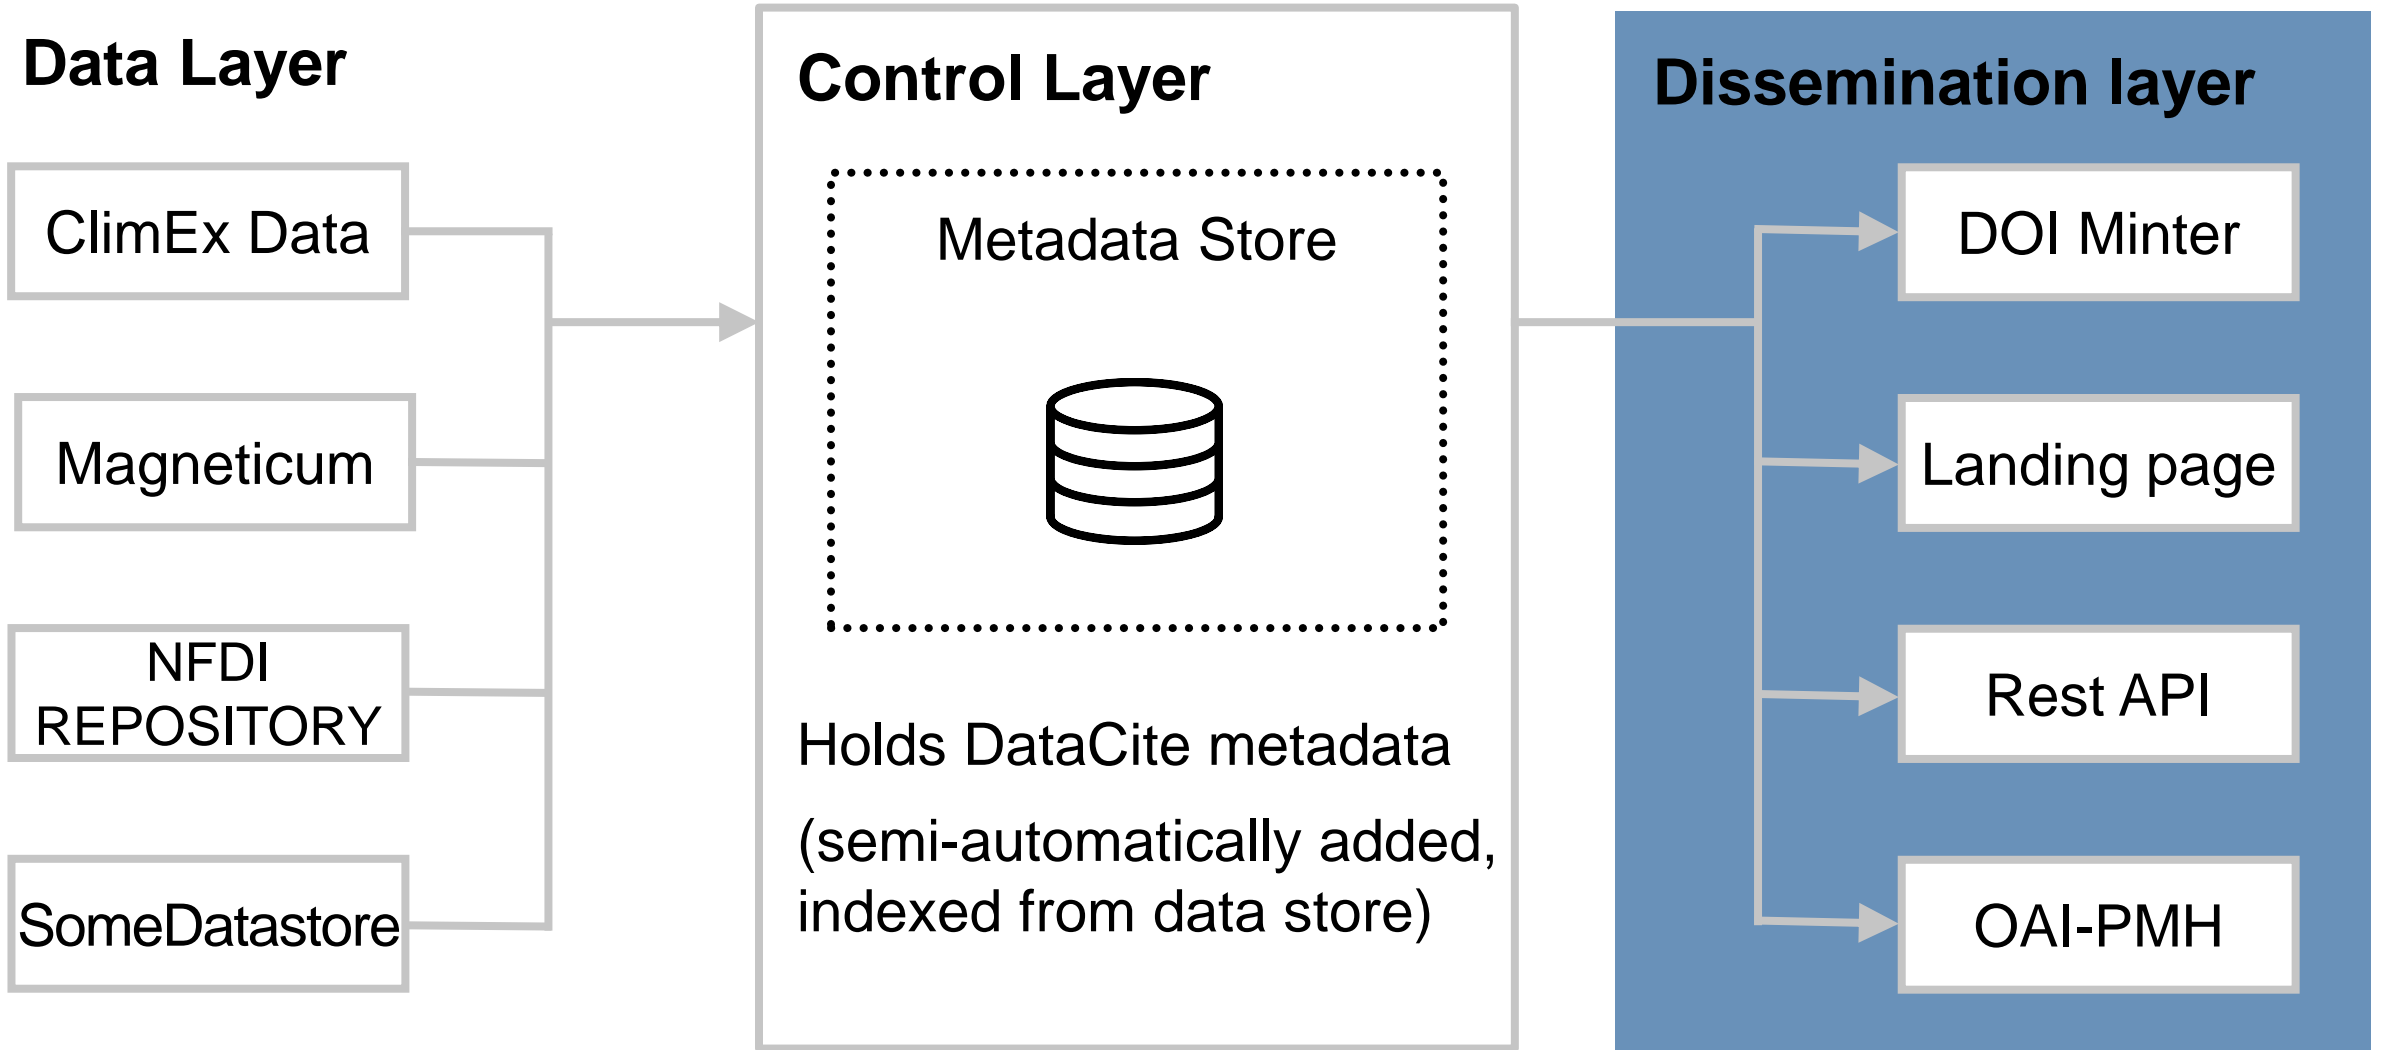 Data Layer
ClimEx Data
Magneticum
NFDI
REPOSITORY
SomeDatastore
Control Layer
Metadata Store
Holds DataCite metadata
(semi-automatically added,
indexed from data store)
Dissemination layer
DOI Minter
Landing page
Rest API
OAI-PMH